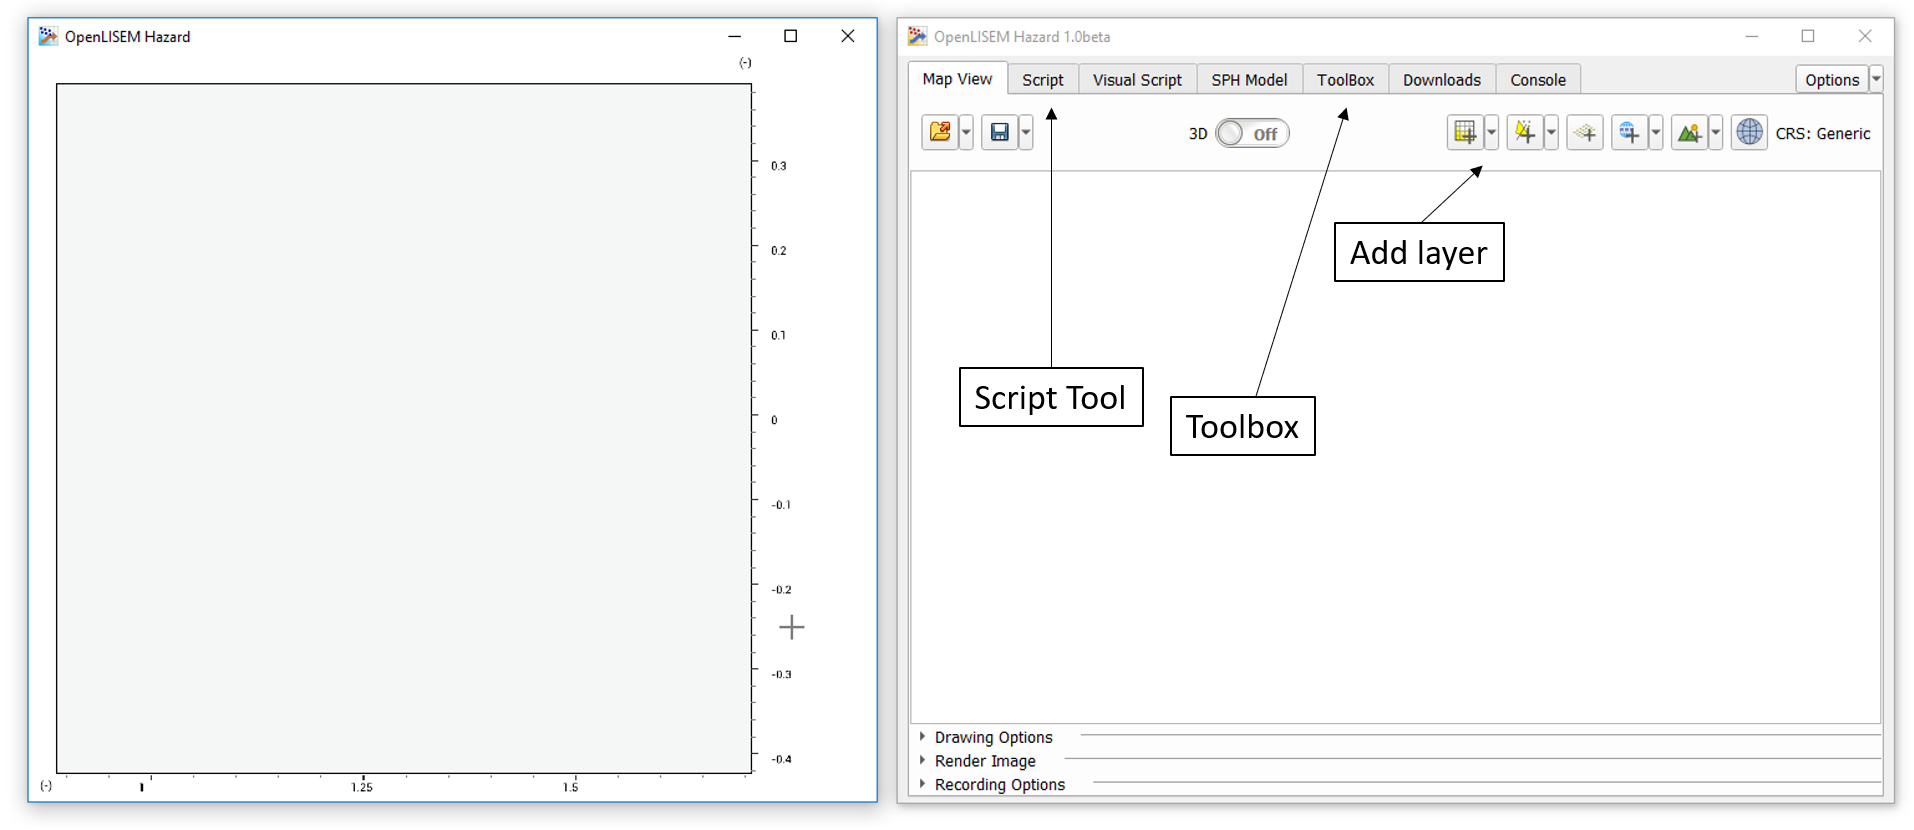 OpenLISEM Hazard
(-)
0.3
0.2
0.1
0
-0.1
-0.2
-0.3
-0.4
(-)
1
1.25
1.5
OpenLISEM Hazard 1.0beta
Map View
Script
Visual Script
SPH Model
ToolBox
Downloads
Console
Options
3D
Off
CRS: Generic
Add layer
Script Tool
Toolbox
Drawing Options
Render Image
Recording Options